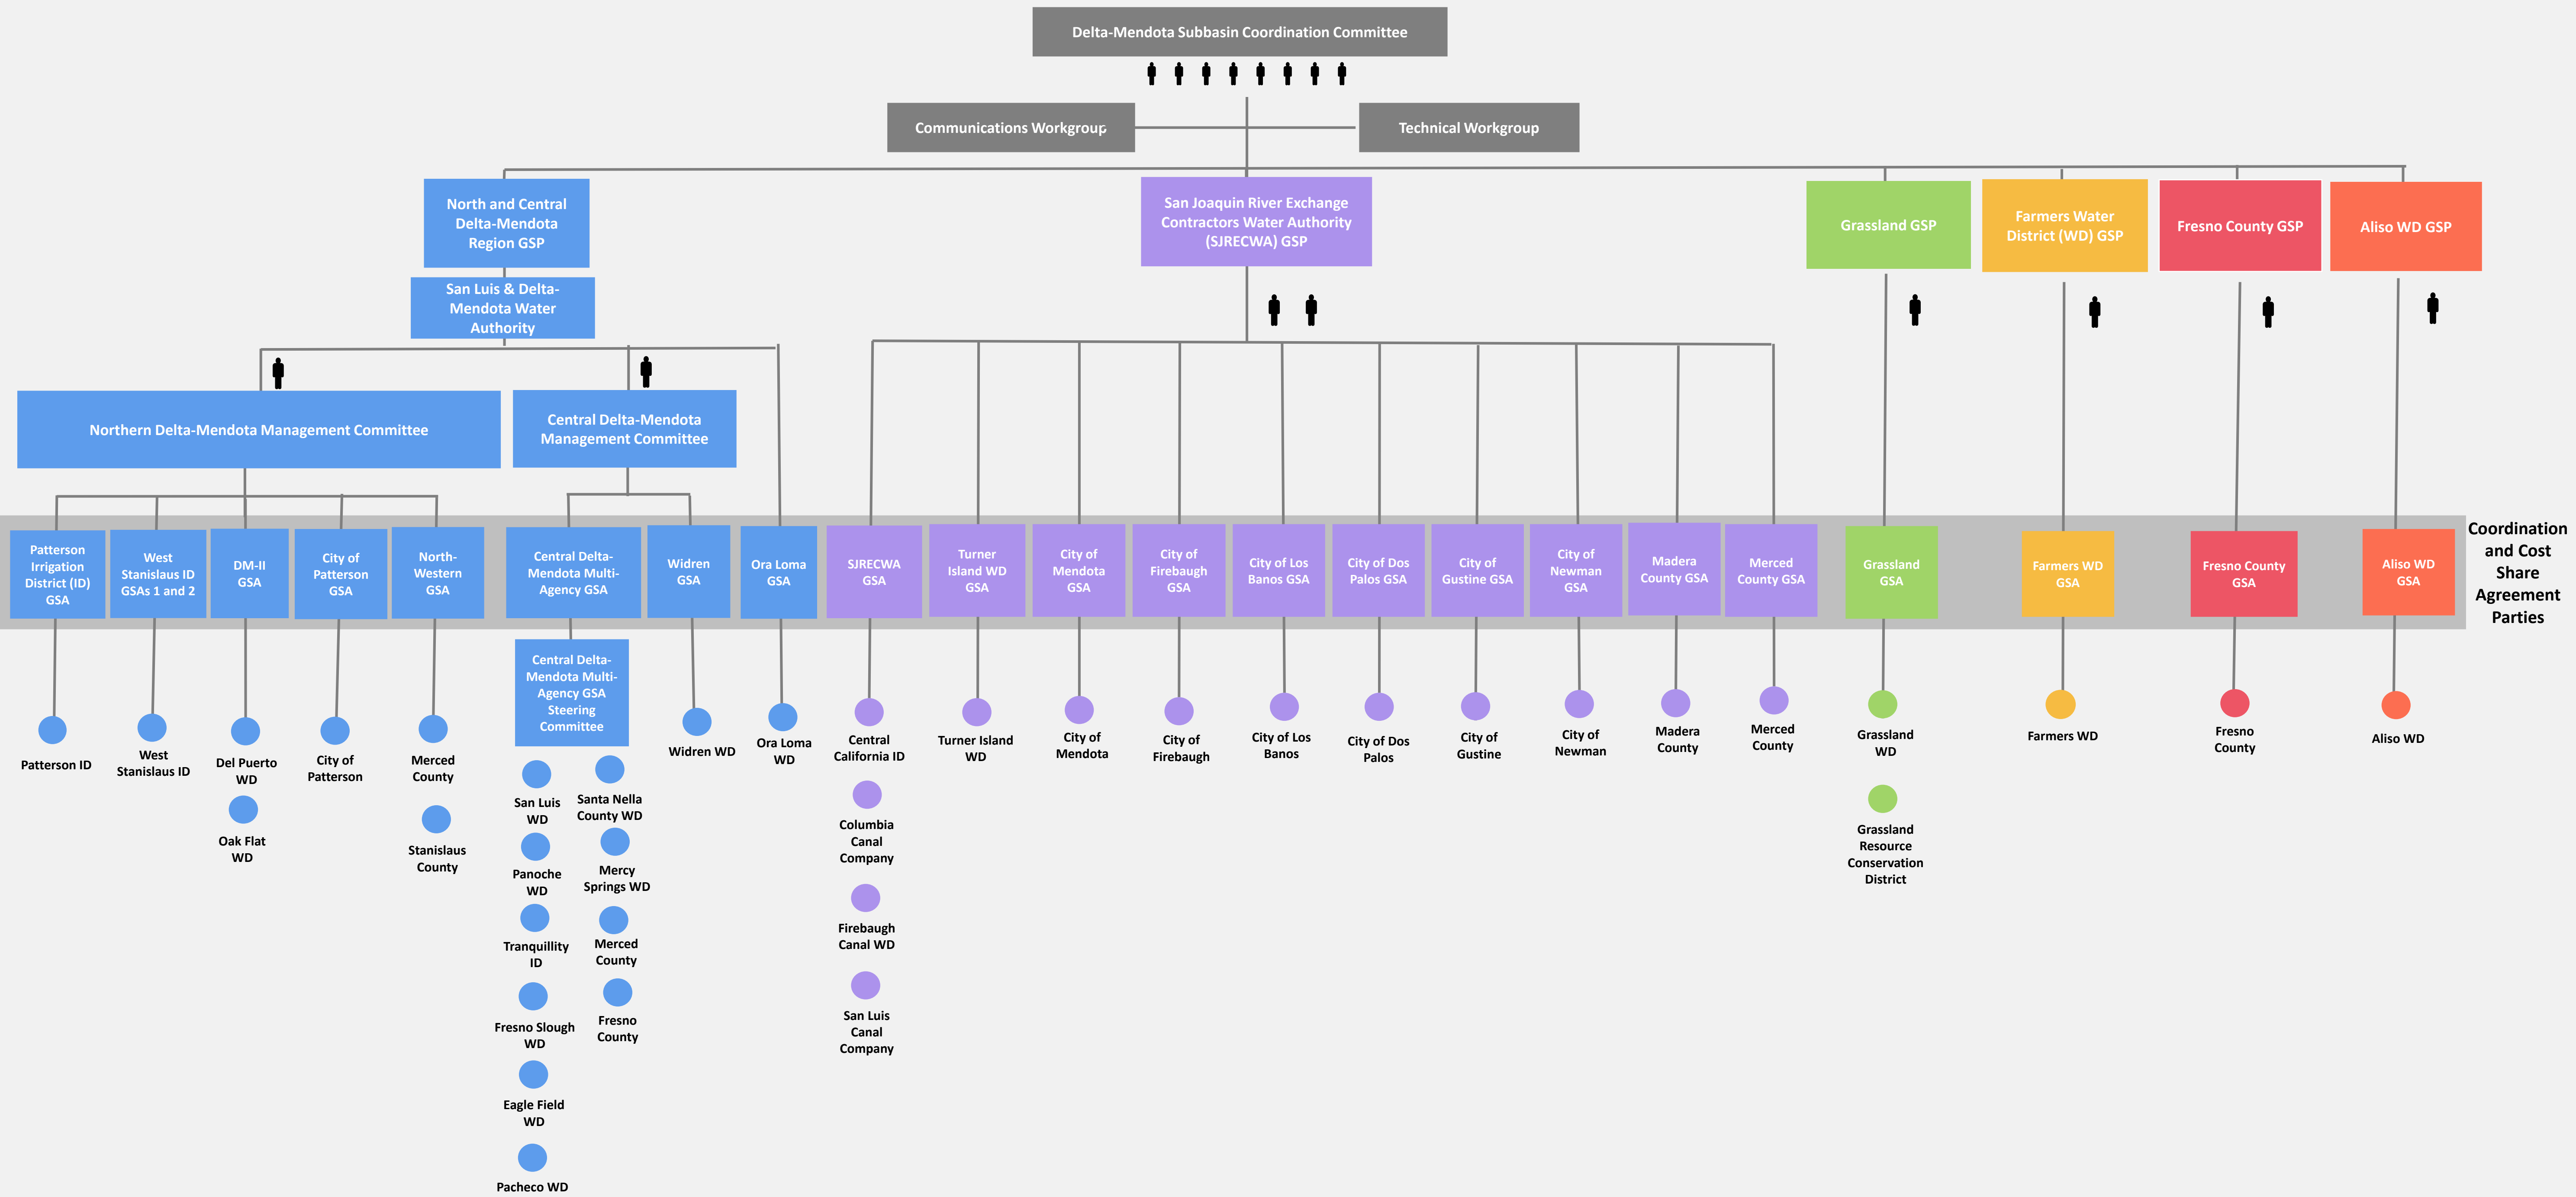 Delta-Mendota Subbasin Coordination Committee
Communications Workgroup
Technical Workgroup
North and Central
Delta-Mendota
Region GSP
San Joaquin River Exchange
Contractors Water Authority
(SJRECWA) GSP
Grassland GSP
Farmers Water
District (WD) GSP
Fresno County GSP
Aliso WD GSP
San Luis & Delta-
Mendota Water
Authority
Northern Delta-Mendota Management Committee
Central Delta-Mendota
Management Committee
Patterson
Irrigation
District (ID)
GSA
West
Stanislaus ID
GSAs 1 and 2
DM-II
GSA
City of
Patterson
GSA
North-
Western
GSA
Central Delta-
Mendota Multi-
Agency GSA
Widren
GSA
Ora Loma
GSA
SJRECWA
GSA
Turner
Island WD
GSA
City of
Mendota
GSA
City of
Firebaugh
GSA
City of Los
Banos GSA
City of Dos
Palos GSA
City of
Gustine GSA
City of
Newman
GSA
Madera
County GSA
Merced
County GSA
Grassland
GSA
Farmers WD
GSA
Fresno County
GSA
Aliso WD
GSA
Coordination
and Cost
Share
Agreement
Parties
Central Delta-
Mendota Multi-
Agency GSA
Steering
Committee
Patterson ID
West
Stanislaus ID
Del Puerto
WD
Oak Flat
WD
City of
Patterson
Merced
County
Stanislaus
County
San Luis
WD
Panoche
WD
Tranquillity
ID
Fresno Slough
WD
Eagle Field
WD
Pacheco WD
Santa Nella
County WD
Mercy
Springs WD
Merced
County
Fresno
County
Widren WD
Ora Loma
WD
Central
California ID
Columbia
Canal
Company
Firebaugh
Canal WD
San Luis
Canal
Company
Turner Island
WD
City of
Mendota
City of
Firebaugh
City of Los
Banos
City of Dos
Palos
City of
Gustine
City of
Newman
Madera
County
Merced
County
Grassland
WD
Grassland
Resource
Conservation
District
Farmers WD
Fresno
County
Aliso WD